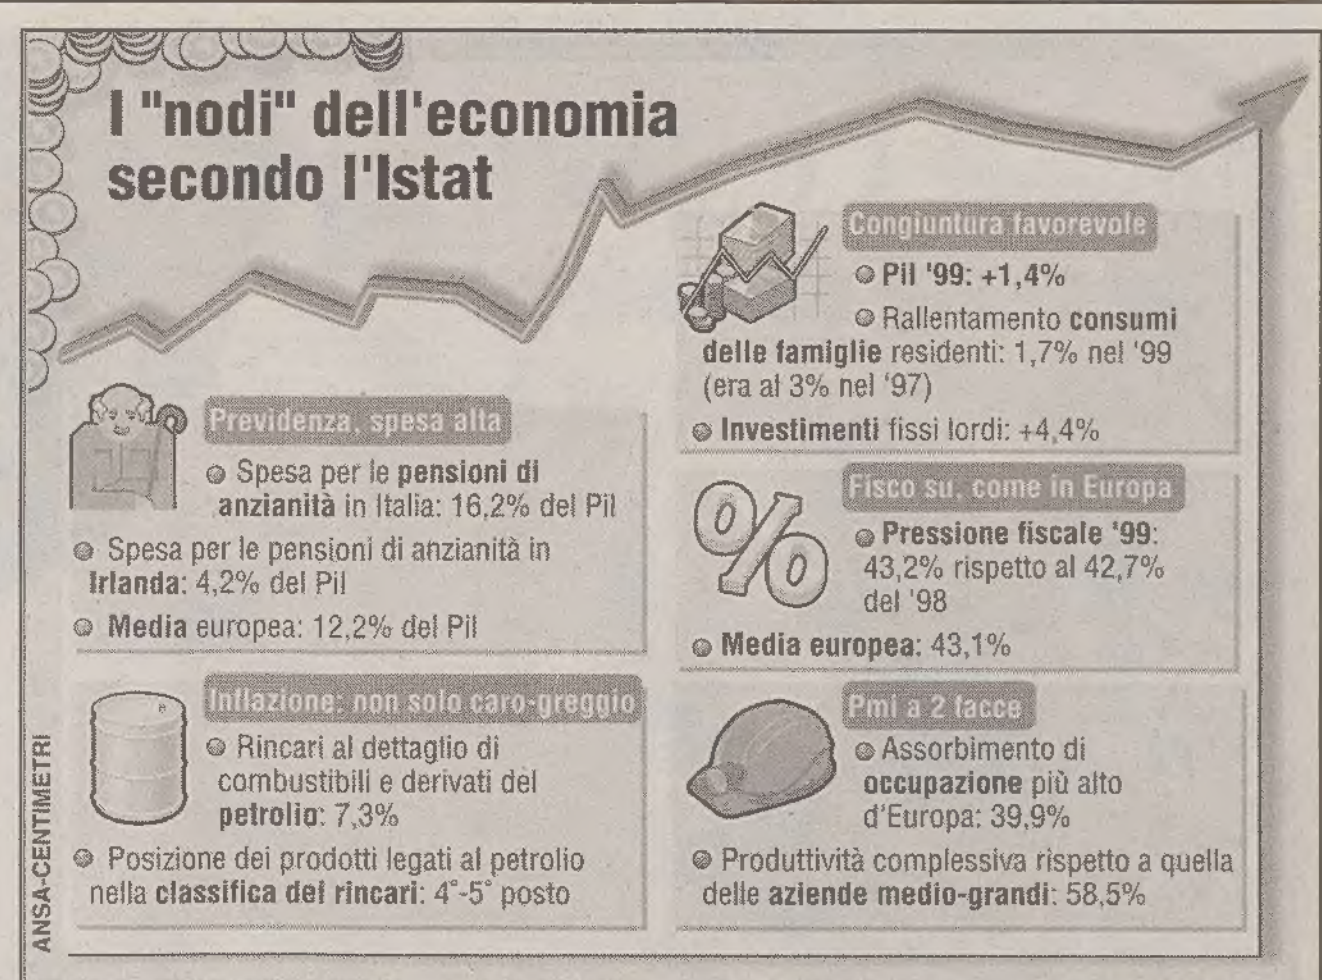 I "nodi" dell'economia
secondo l'Istat
Congiuntura favorevole
Pil '99: +1,4%
Rallentamento consumi
delle famiglie residenti: 1,7% nel '99
(era al 3% nel '97)
Investimenti fissi lordi: +4,4%
Previdenza, spesa alta
Spesa per le pensioni di
anzianità in Italia: 16,2% del Pil
Spesa per le pensioni di anzianità in
Irlanda: 4,2% del Pil
Media europea: 12,2% del Pil
Fisco su, come in Europa
%
Pressione fiscale '99:
43,2% rispetto al 42,7%
del '98
Media europea: 43,1%
Inflazione: non solo caro-greggio
Rincari al dettaglio di
combustibili e derivati del
petrolio: 7,3%
Posizione dei prodotti legati al petrolio
nella classifica dei rincari: 4°-5° posto
Pmi a 2 facce
Assorbimento di
occupazione più alto
d'Europa: 39,9%
Produttività complessiva rispetto a quella
delle aziende medio-grandi: 58,5%
ANSA-CENTIMETRI